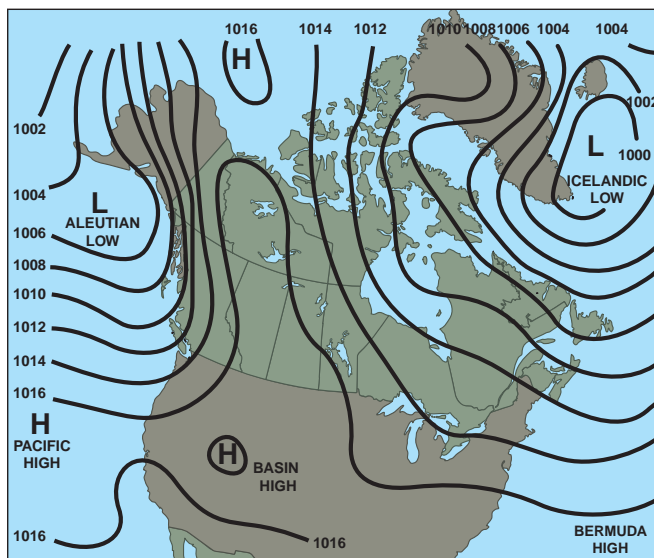 1016
1014
1012
1010
1008
1006
1004
1004
H
1002
1002
L
1000
ICELANDIC
LOW
1004
L
ALEUTIAN
LOW
1006
1008
1010
1012
1014
1016
H
PACIFIC
HIGH
H
BASIN
HIGH
1016
1016
BERMUDA
HIGH